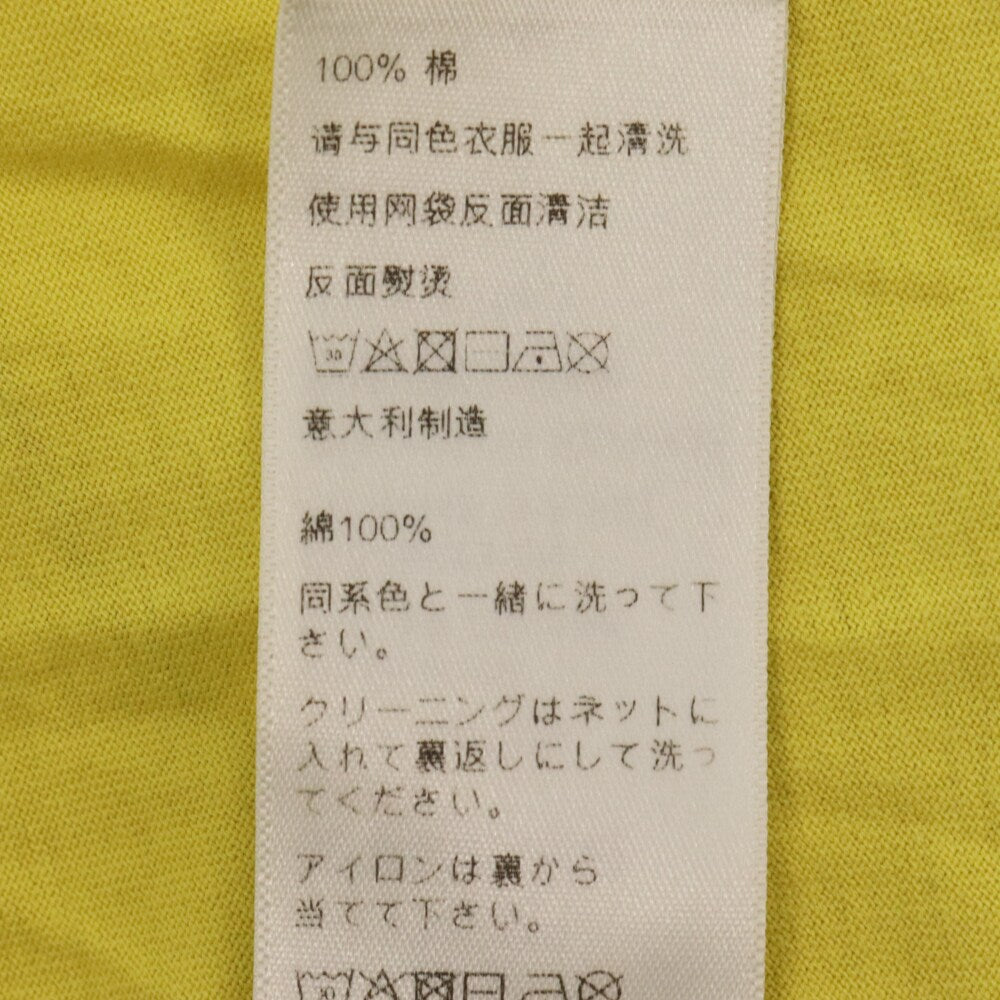 100% 棉
请与同色衣服一起清洗
使用网袋反面清洁
反面熨烫
30
意大利制造
綿100%
同系色と一緒に洗って下
さい。
クリーニングはネットに
入れて裏返しにして洗っ
てください。
アイロンは裏から
当てて下さい。
30